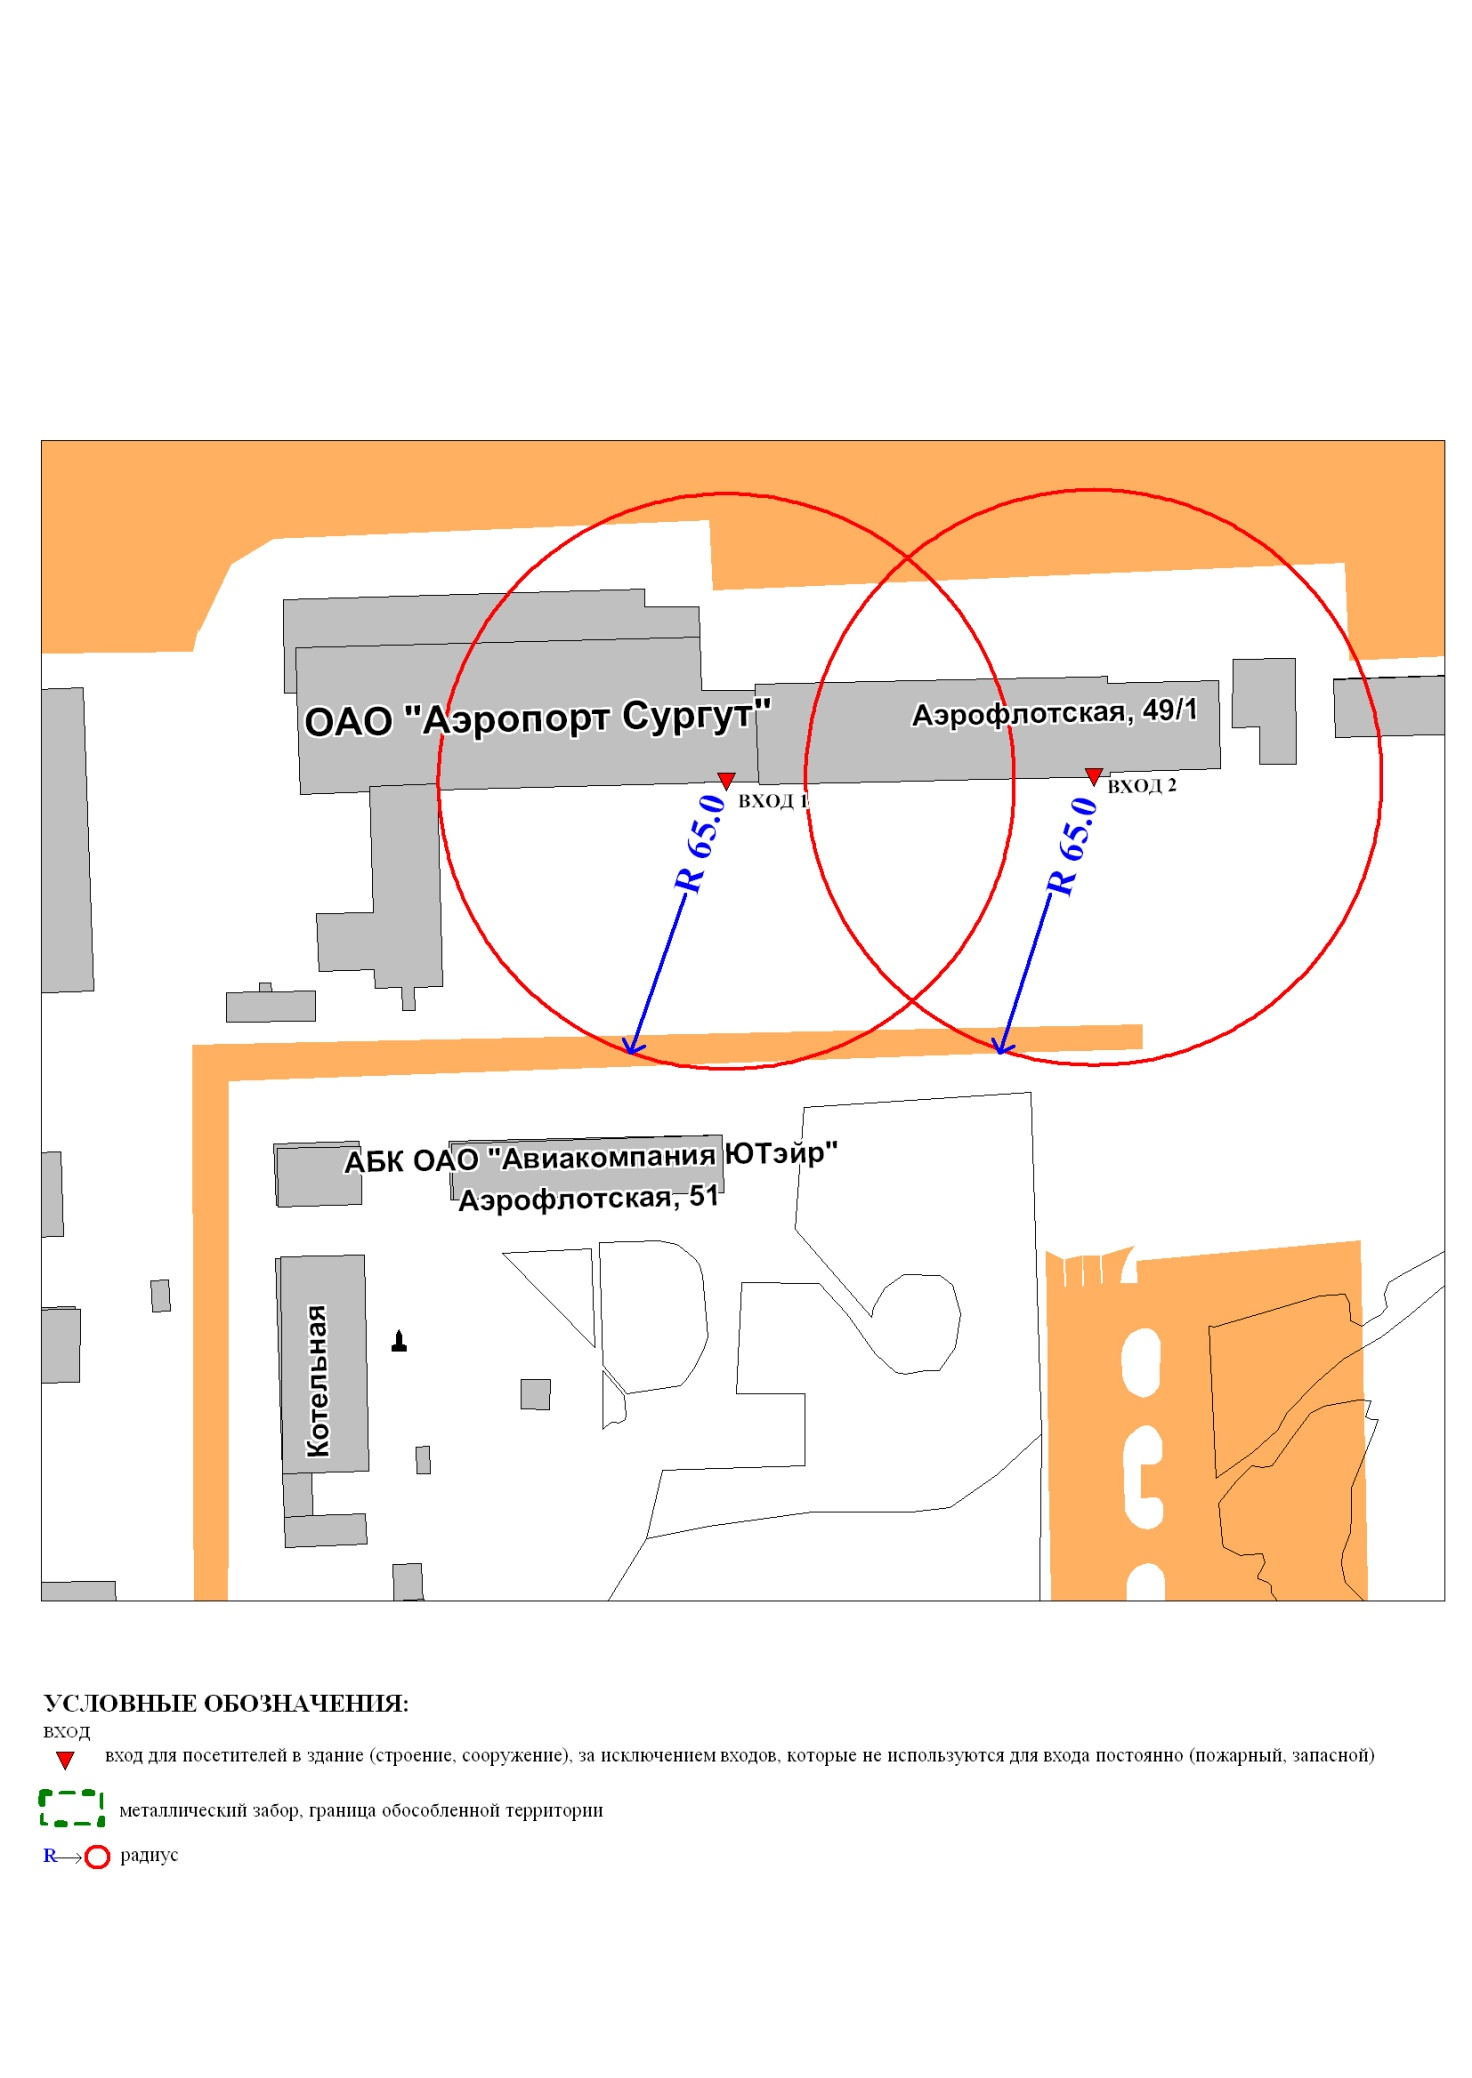 ОАО "Аэропорт Сургут"
Аэрофлотская, 49/1
ВХОД 1
ВХОД 2
R 65.0
R 65.0
АБК ОАО "Авиакомпания ЮТэйр"
Аэрофлотская, 51
Котельная
УСЛОВНЫЕ ОБОЗНАЧЕНИЯ:
ВХОД
вход для посетителей в здание (строение, сооружение), за исключением входов, которые не используются для входа постоянно (пожарный, запасной)
металлический забор, граница обособленной территории
R
радиус